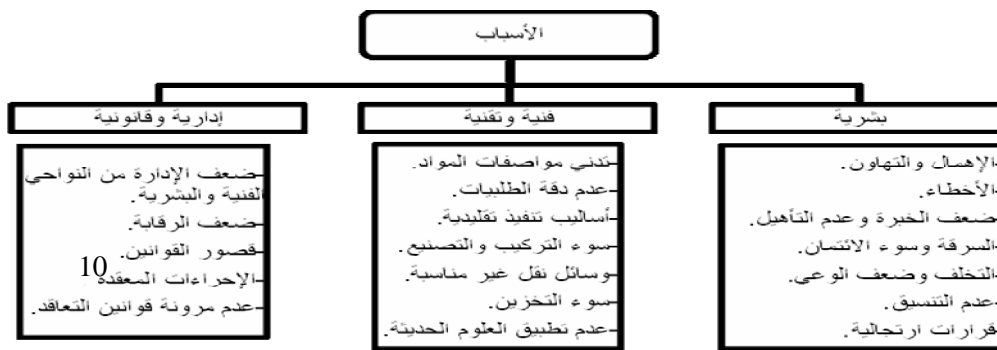 الأسباب
بشرية
-الإهمال والتهاون.
-الأخطاء.
-ضعف الخبرة وعدم التأهيل.
-السرقة وسوء الائتمان.
-التخلف وضعف الوعي.
-عدم التنسيق.
-قرارات ارتجالية.
فنية وتقنية
-تدني مواصفات المواد.
-عدم دقة الطلبيات.
-أساليب تنفيذ تقليدية.
-سوء التركيب والتصنيع.
-وسائل نقل غير مناسبة.
-سوء التخزين.
-عدم تطبيق العلوم الحديثة.
إدارية وقانونية
-ضعف الإدارة من النواحي
الفنية والبشرية.
-ضعف الرقابة.
-قصور القوانين.
-الإجراءات المعقدة.
10
-عدم مرونة قوانين التعاقد.